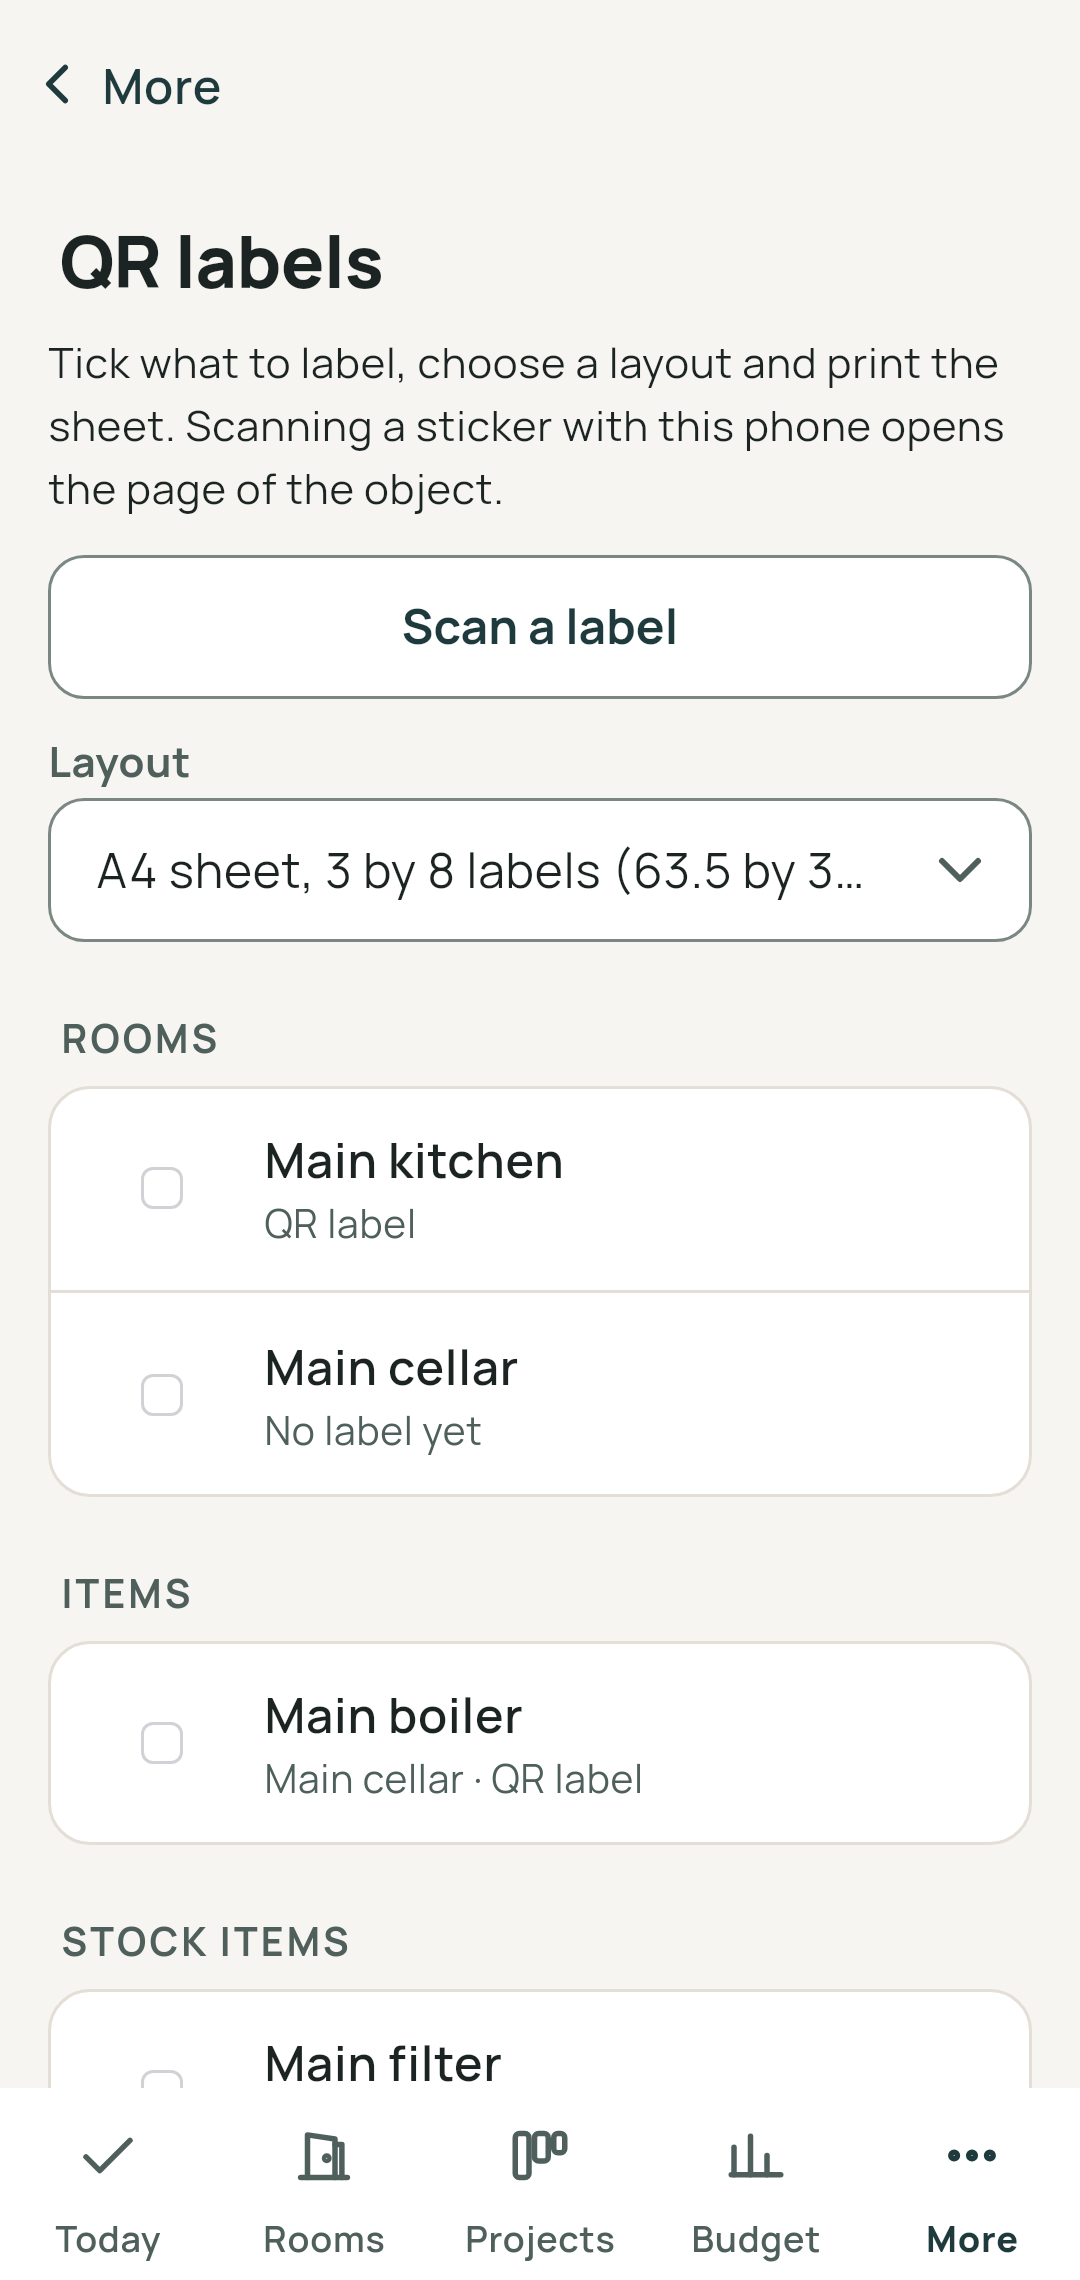 More
QR labels
Tick what to label, choose a layout and print the
sheet. Scanning a sticker with this phone opens
the page of the object.
Scan a label
Layout
A4 sheet, 3 by 8 labels (63.5 by 3...
ROOMS
Main kitchen
QR label
Main cellar
No label yet
ITEMS
Main boiler
Main cellar · QR label
STOCK ITEMS
Main filter
Today
Rooms
Projects
Budget
More